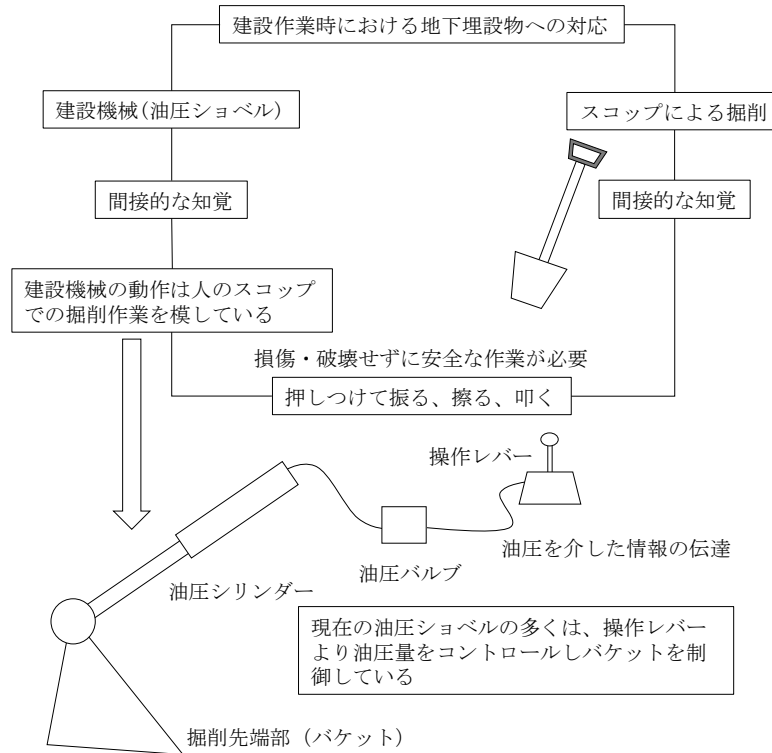 建設作業時における地下埋設物への対応
建設機械(油圧ショベル)
スコップによる掘削
間接的な知覚
間接的な知覚
建設機械の動作は人のスコップ
での掘削作業を模している
損傷・破壊せずに安全な作業が必要
押しつけて振る、擦る、叩く
操作レバー
油圧を介した情報の伝達
油圧バルブ
油圧シリンダー
現在の油圧ショベルの多くは、操作レバー
より油圧量をコントロールしバケットを制
御している
掘削先端部（バケット）